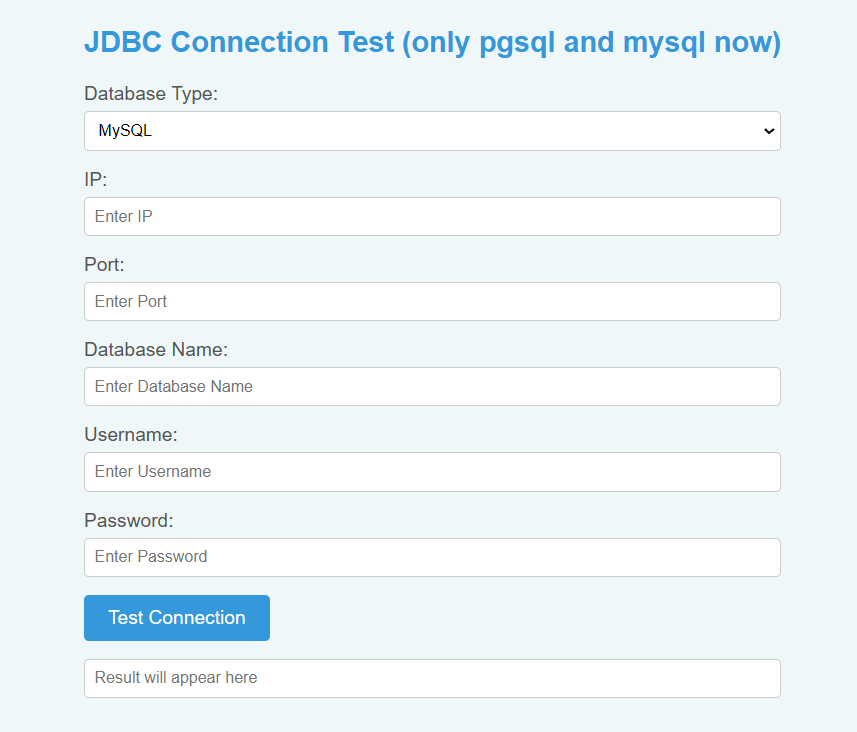 JDBC Connection Test (only pgsql and mysql now)
Database Type:
MySQL
IP:
Enter IP
Port:
Enter Port
Database Name:
Enter Database Name
Username:
Enter Username
Password:
Enter Password
Test Connection
Result will appear here